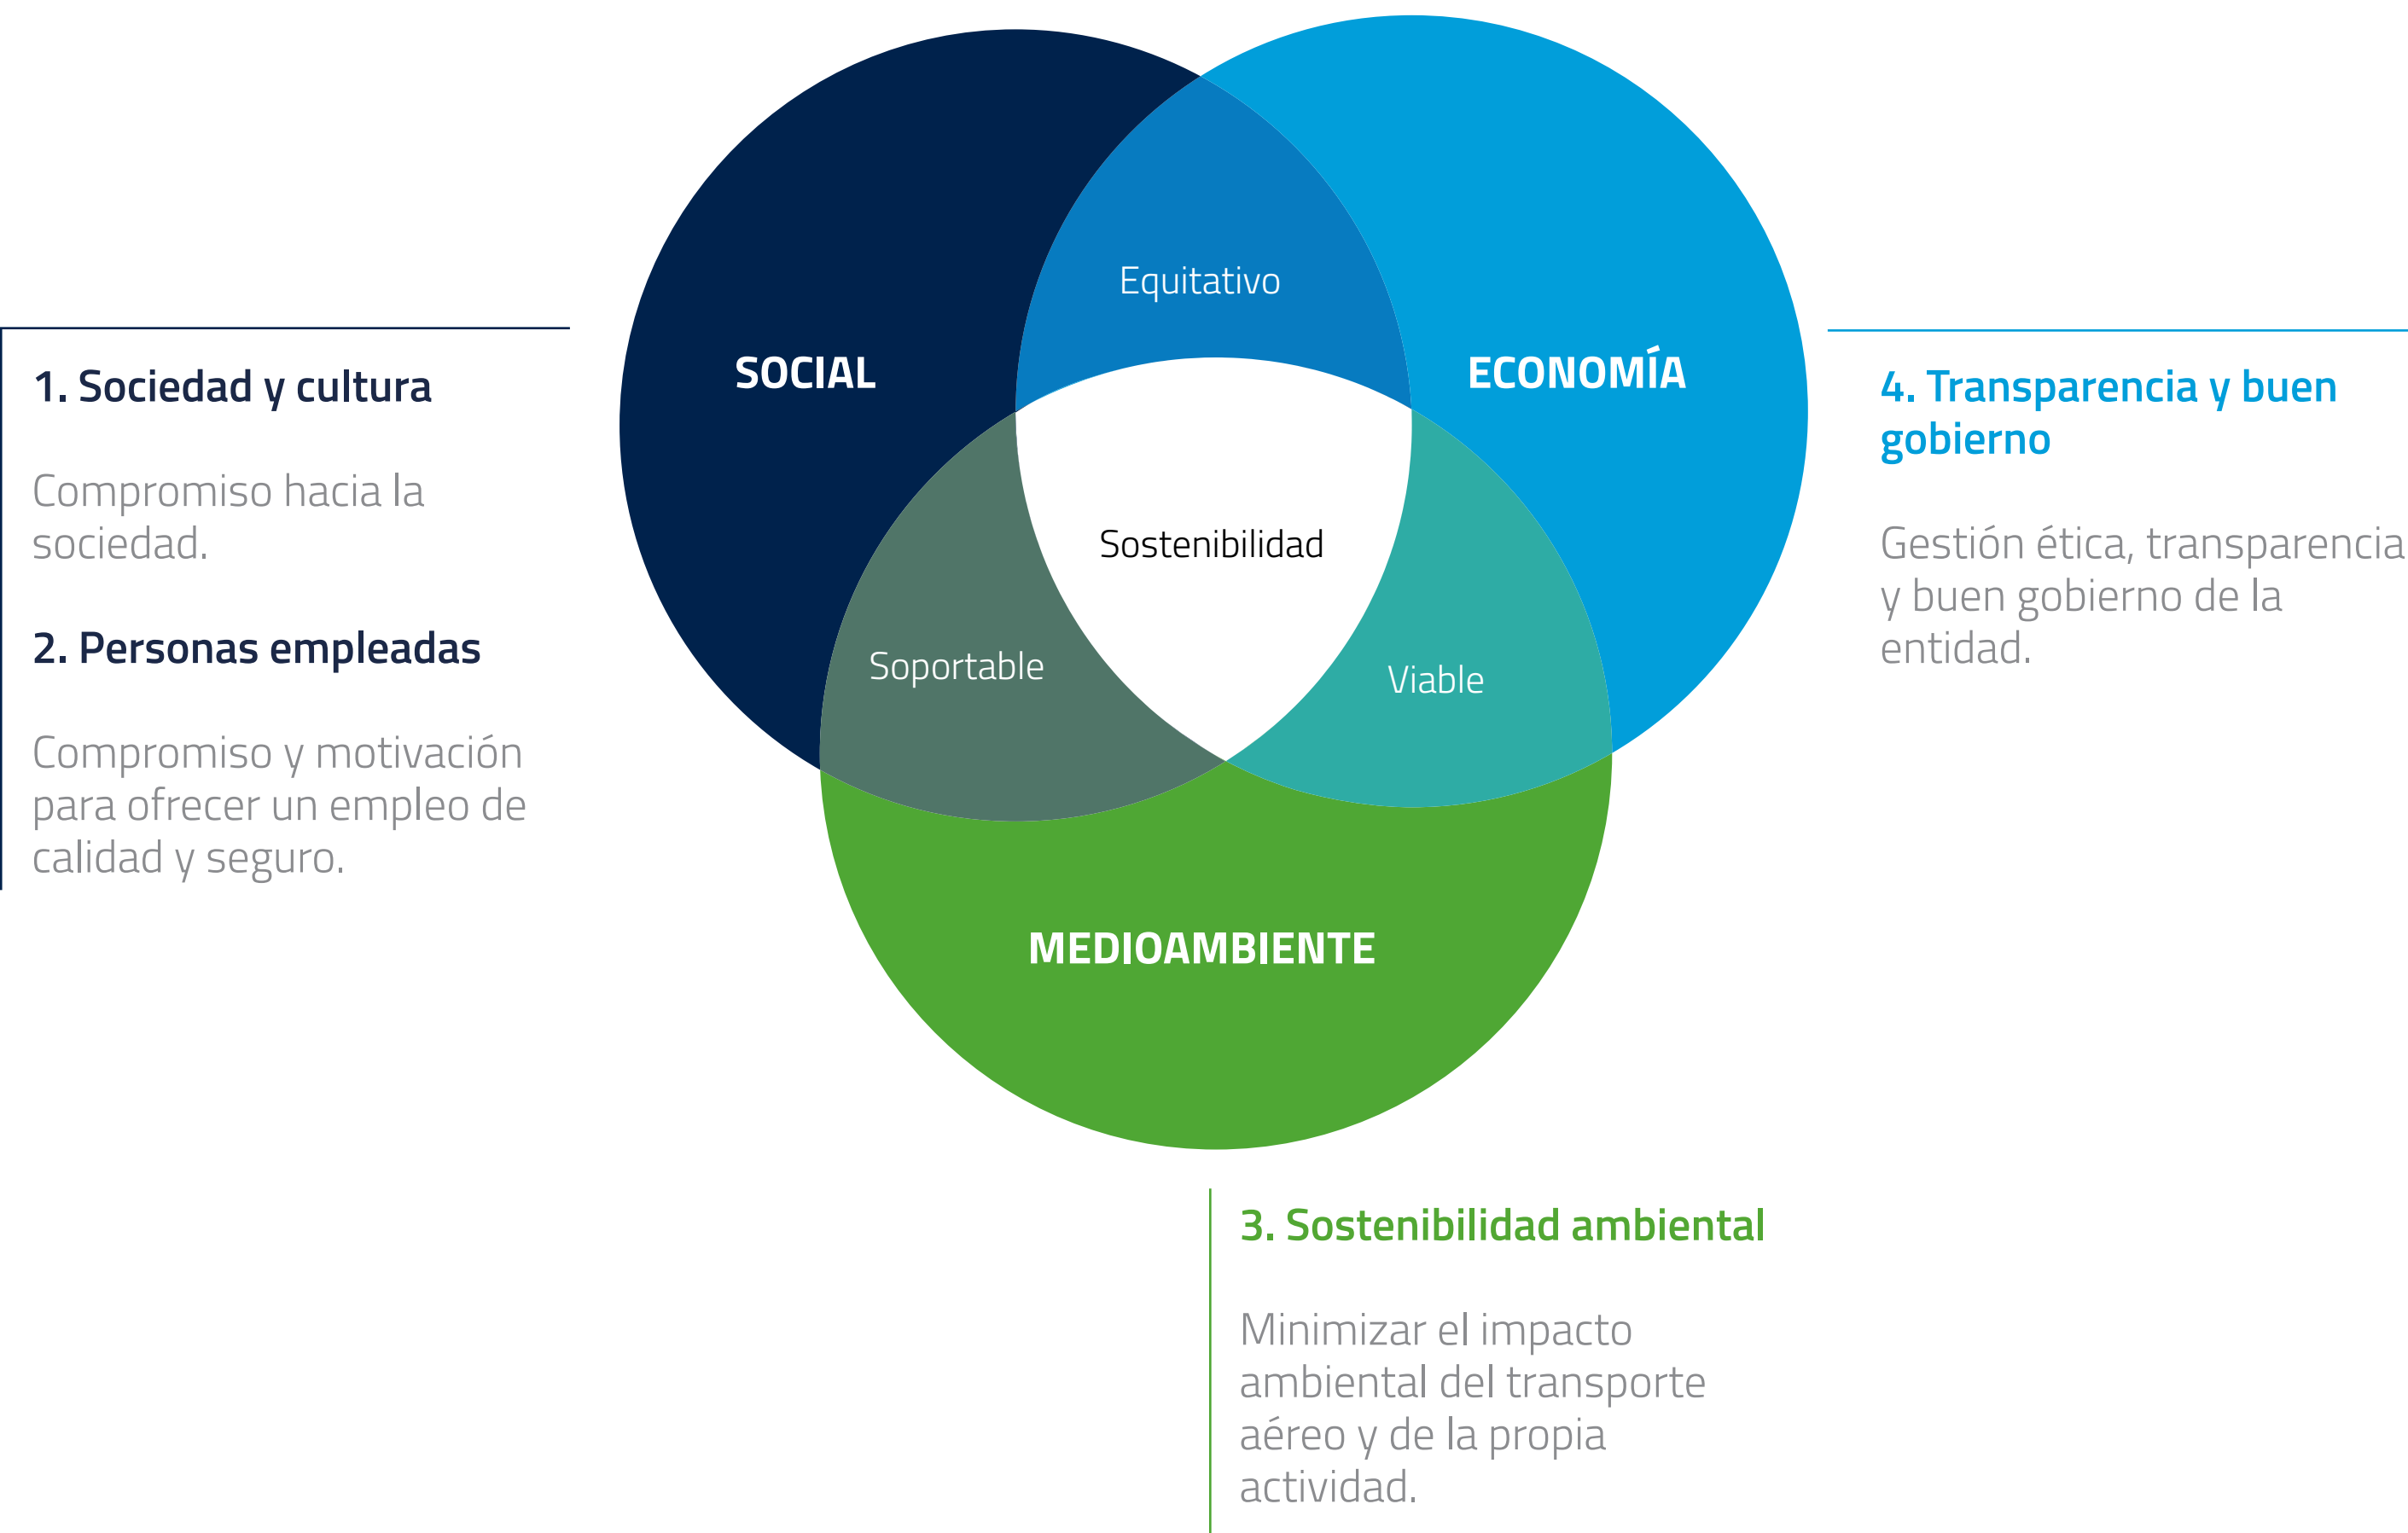 Equitativo
SOCIAL
ECONOMÍA
Sostenibilidad
Soportable
Viable
MEDIOAMBIENTE
1. Sociedad y cultura
Compromiso hacia la
sociedad.
2. Personas empleadas
Compromiso y motivación
para ofrecer un empleo de
calidad y seguro.
4. Transparencia y buen
gobierno
Gestión ética, transparencia
y buen gobierno de la
entidad.
3. Sostenibilidad ambiental
Minimizar el impacto
ambiental del transporte
aéreo y de la propia
actividad.